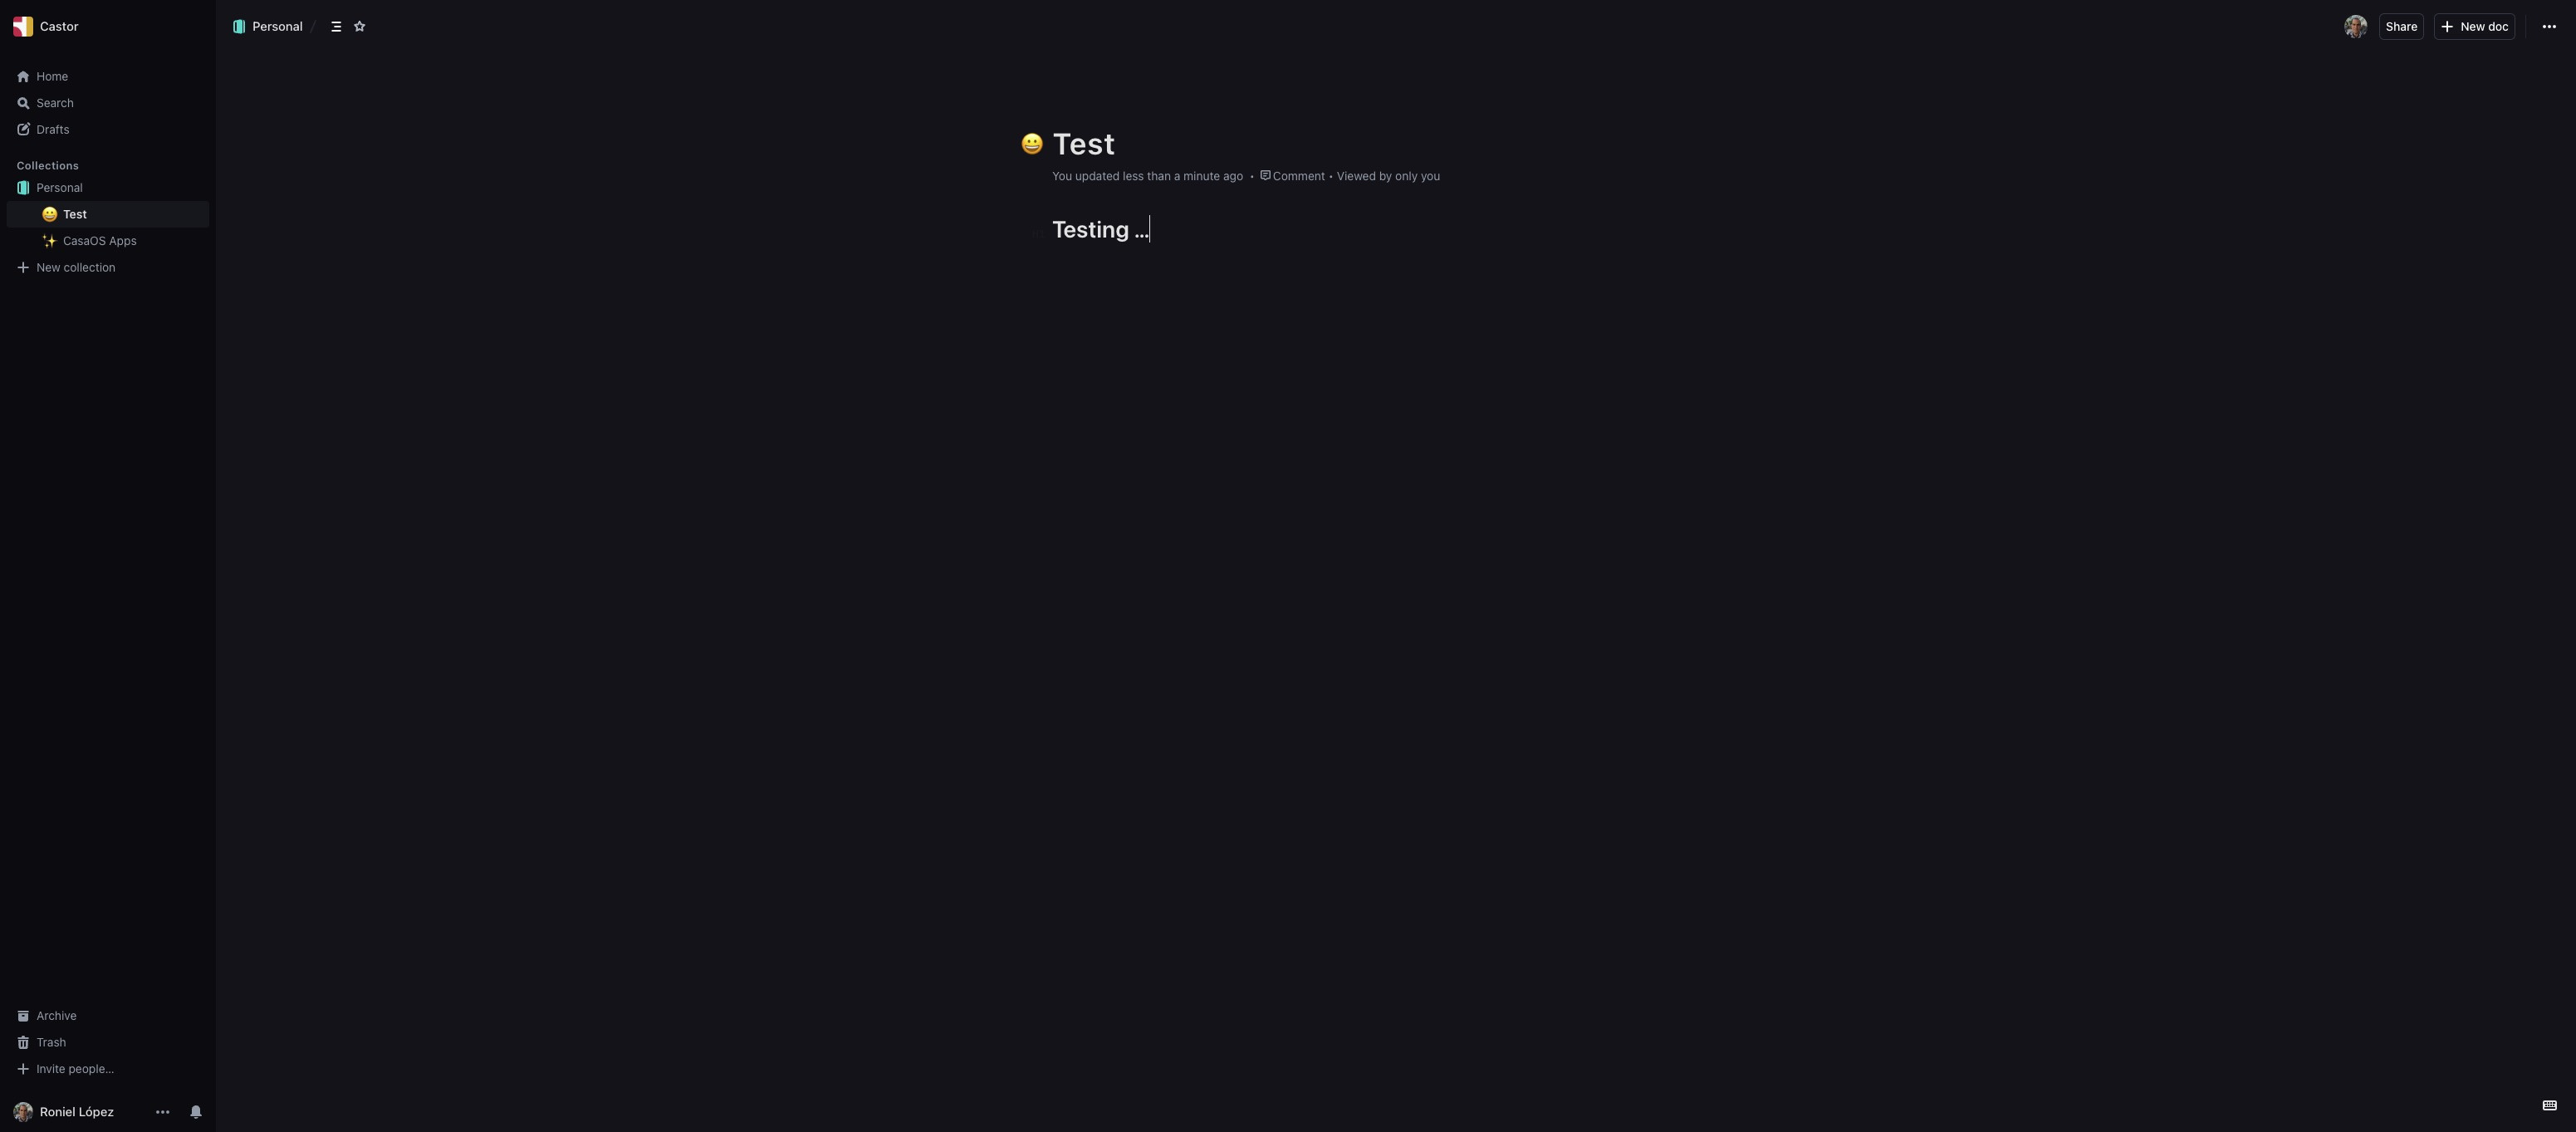 Castor
Home
Search
Drafts
Collections
Personal
Test
CasaOS Apps
New collection
Archive
Trash
Invite people...
Roniel López
Personal /
Share
New doc
Test
You updated less than a minute ago • Comment • Viewed by only you
Testing ...